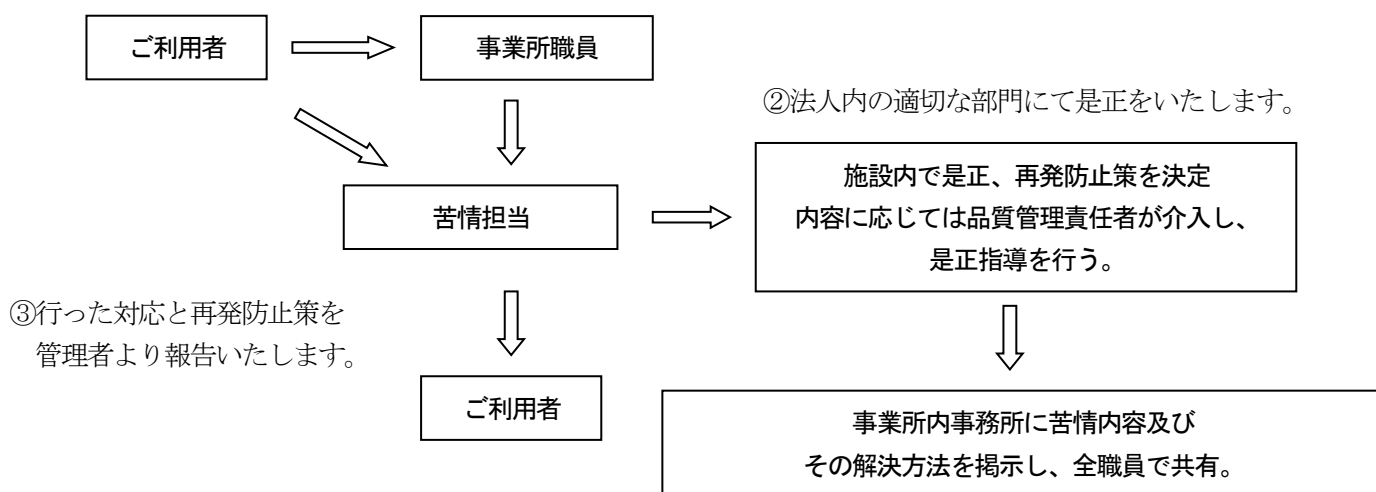 ご利用者
事業所職員
②法人内の適切な部門にて是正をいたします。
苦情担当
施設内で是正、再発防止策を決定
内容に応じては品質管理責任者が介入し、
是正指導を行う。
③行った対応と再発防止策を
管理者より報告いたします。
ご利用者
事業所内事務所に苦情内容及び
その解決方法を掲示し、全職員で共有。